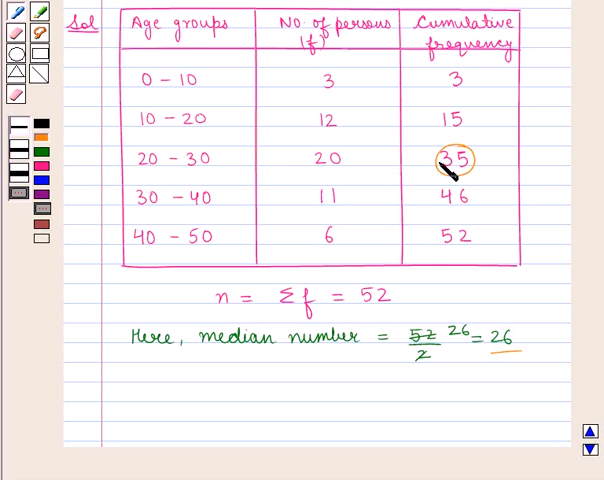 Sol
Age groups No. of persons (f) Cumulative frequency
0 - 10 3 3
10 - 20 12 15
20 - 30 20 35
30 - 40 11 46
40 - 50 6 52
n = Σf = 52
Here, median number = 52/2 26 = 26